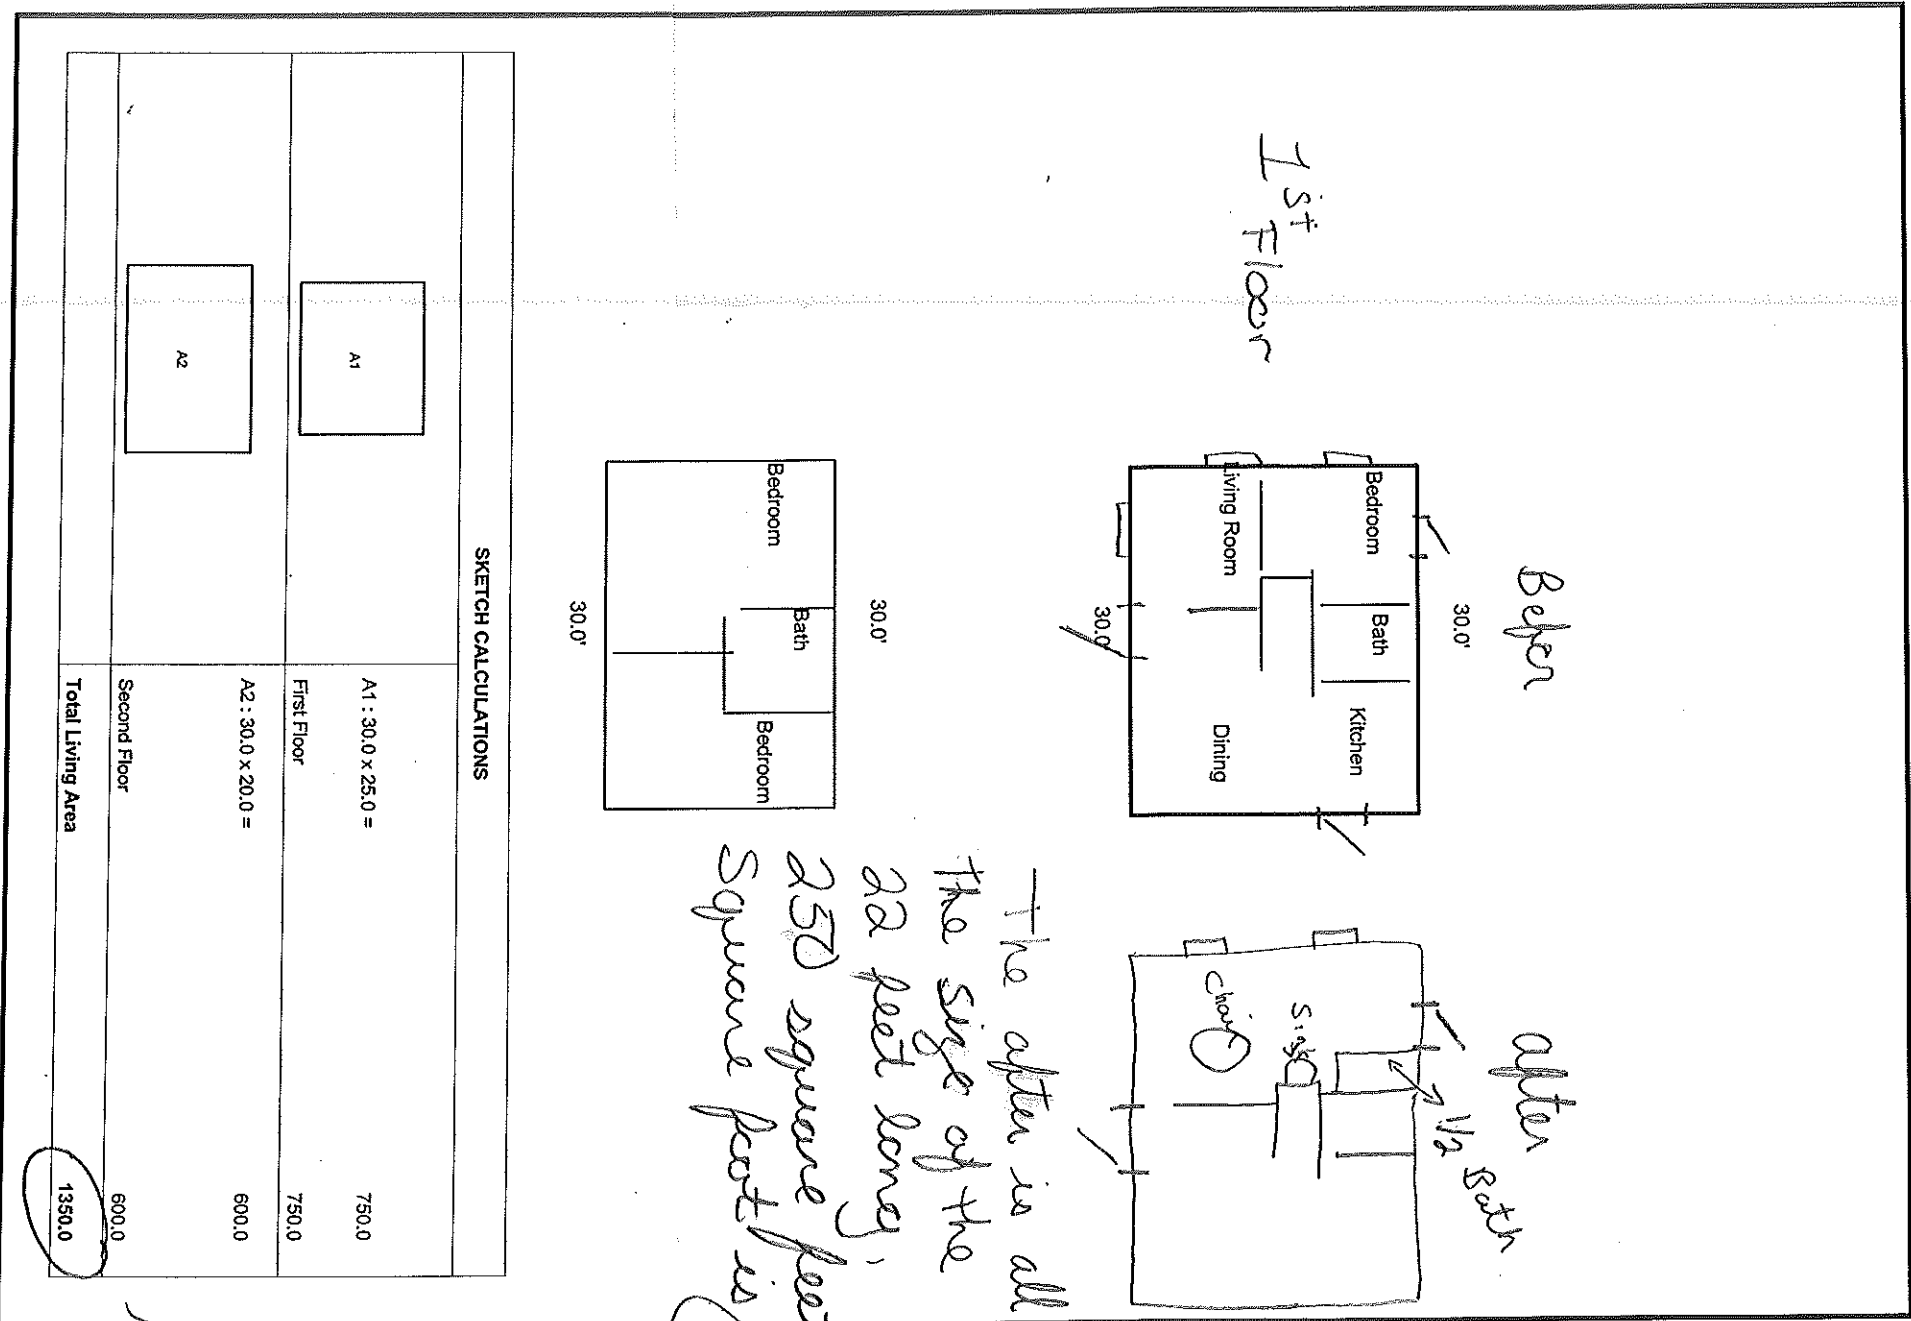 1st Floor
Befor
30.0'
Bedroom
Bath
Kitchen
Living Room
Dining
30.0'
after
1/2 Bath
Sink
Chair
30.0'
Bedroom
Bath
Bedroom
30.0'
The after is all
the size of the
22 feet long,
250 square feet
Square foot is
SKETCH CALCULATIONS
A1
A1 : 30.0 x 25.0 =
750.0
First Floor
750.0
A2
A2 : 30.0 x 20.0 =
600.0
Second Floor
600.0
Total Living Area
1350.0